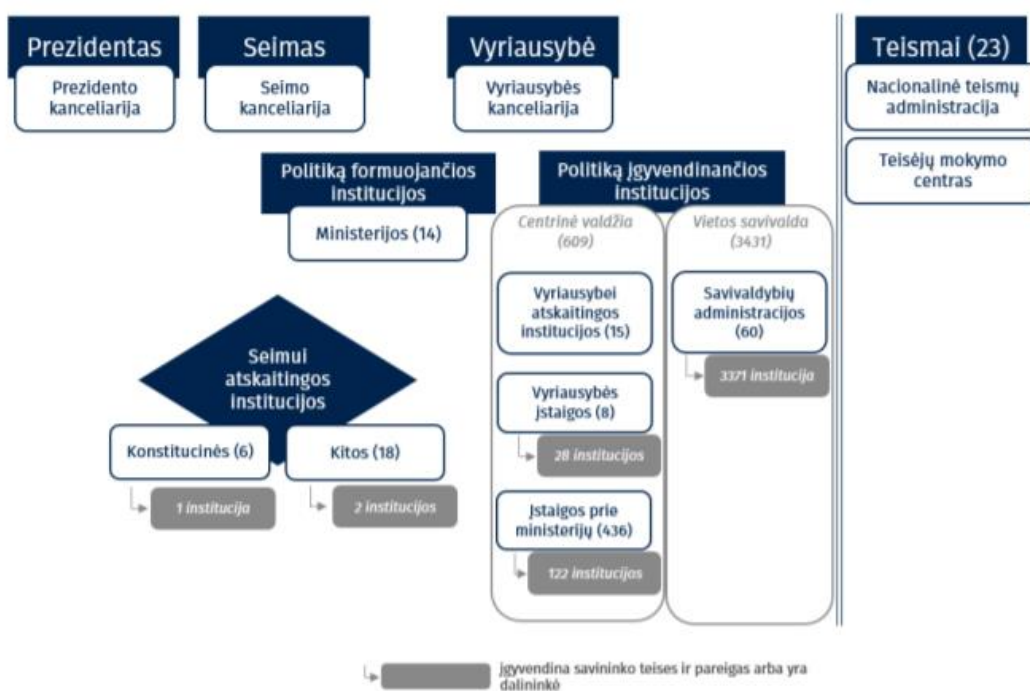 Prezidentas
Prezidento
kanceliarija
Seimas
Seimo
kanceliarija
Vyriausybė
Vyriausybės
kanceliarija
Teismai (23)
Nacionalinė teismų
administracija
Teisėjų mokymo
centras
Politiką formuojančios
institucijos
Ministerijos (14)
Politiką įgyvendinančios
institucijos
Centrinė valdžia
(609)
Vyriausybei
atskaitingos
institucijos (15)
Vyriausybės
įstaigos (8)
28 institucijos
Įstaigos prie
ministerijų (436)
122 institucijos
Vietos savivalda
(3431)
Savivaldybių
administracijos
(60)
3371 institucija
Seimui
atskaitingos
institucijos
Konstitucinės (6)
1 institucija
Kitos (18)
2 institucijos
įgyvendina savininko teises ir pareigas arba yra
dalininkė